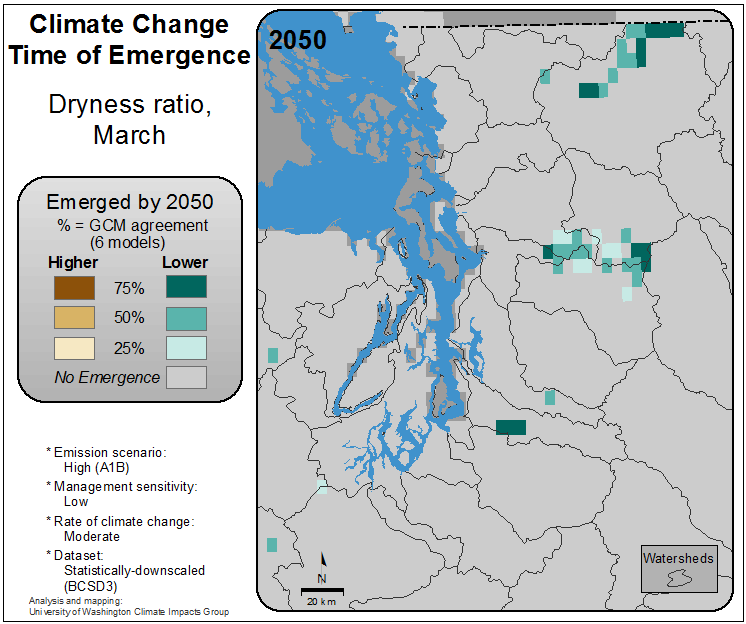 Climate Change
Time of Emergence
Dryness ratio,
March
Emerged by 2050
% = GCM agreement
(6 models)
Higher Lower
75%
50%
25%
No Emergence
* Emission scenario:
High (A1B)
* Management sensitivity:
Low
* Rate of climate change:
Moderate
* Dataset:
Statistically-downscaled
(BCSD3)
Analysis and mapping:
University of Washington Climate Impacts Group
2050
N
20 km
Watersheds